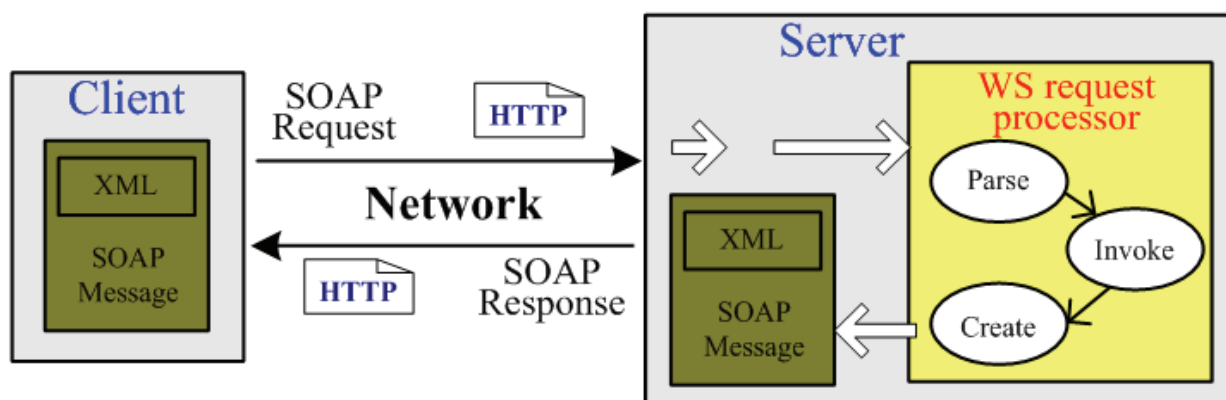 Client
XML
SOAP
Message
SOAP
Request
HTTP
Network
HTTP
SOAP
Response
Server
XML
SOAP
Message
WS request
processor
Parse
Invoke
Create